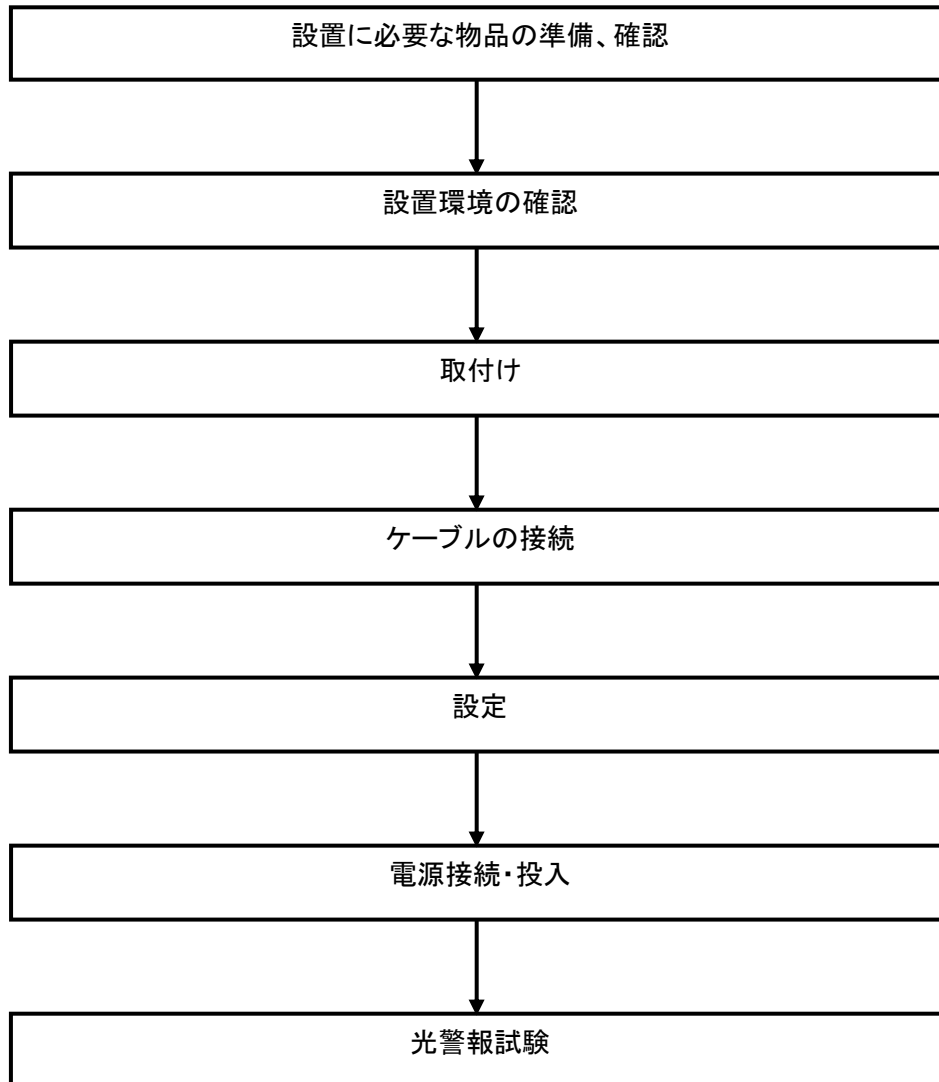 設置に必要な物品の準備、確認
設置環境の確認
取付け
ケーブルの接続
設定
電源接続・投入
光警報試験